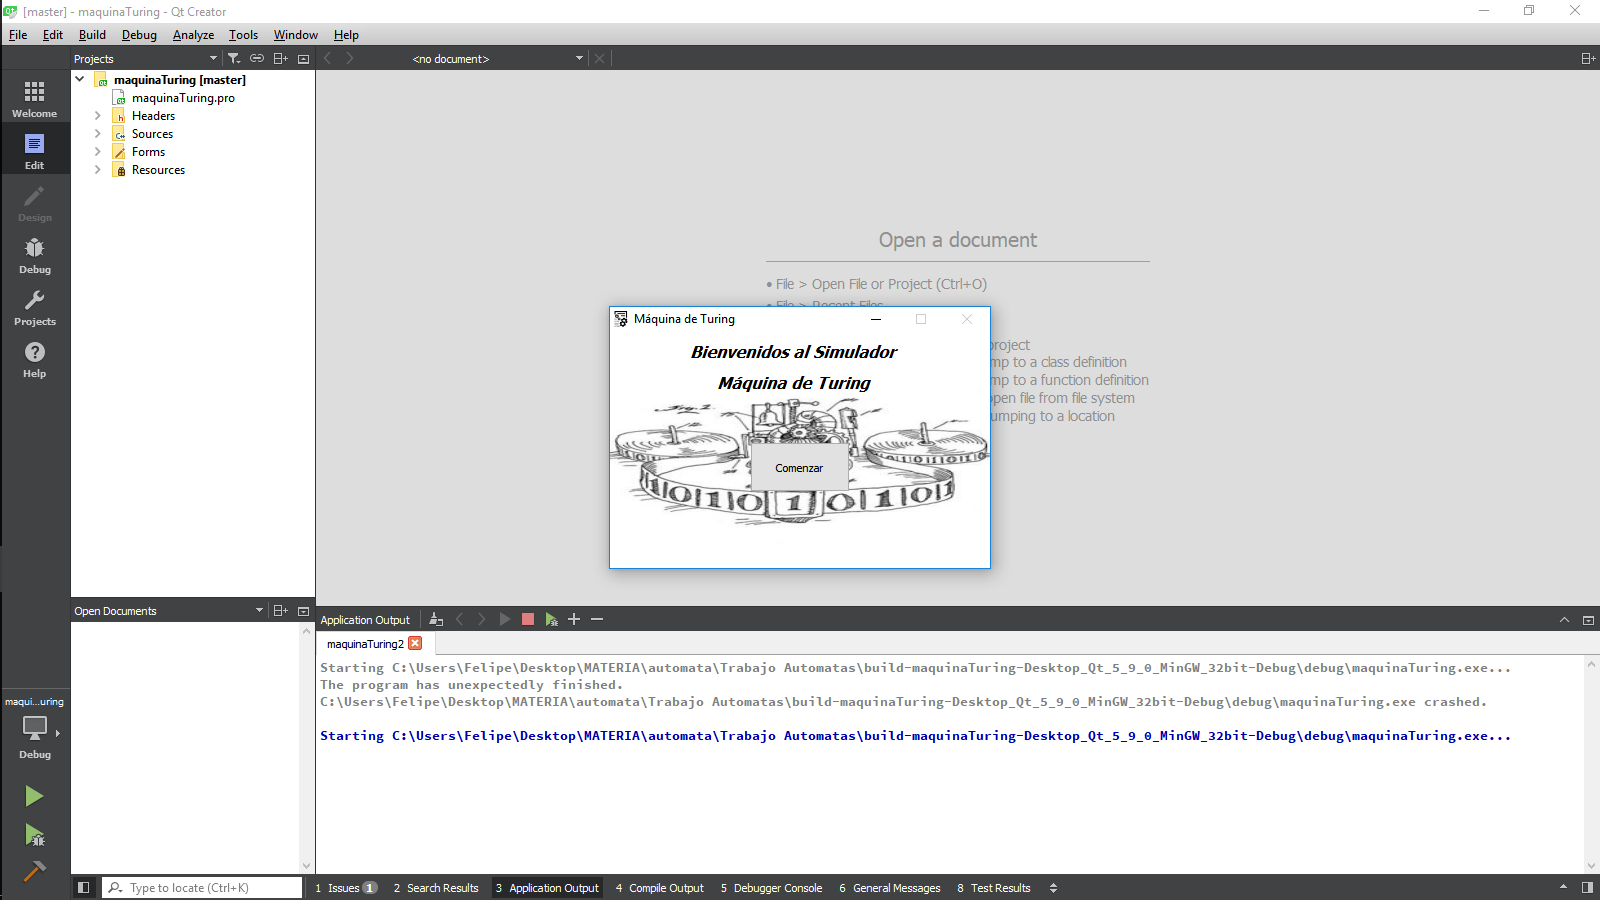 [master] - maquinaTuring - Qt Creator
File Edit Build Debug Analyze Tools Window Help
Projects
<no document>
Welcome
Edit
Design
Debug
Projects
Help
maquinaTuring [master]
maquinaTuring.pro
Headers
Sources
Forms
Resources
Open a document
• File > Open File or Project (Ctrl+O)
• File > Recent Files
project
mp to a class definition
mp to a function definition
open file from file system
umping to a location
Máquina de Turing
Bienvenidos al Simulador
Máquina de Turing
Comenzar
Open Documents
Application Output
maquinaTuring2
Starting C:\Users\Felipe\Desktop\MATERIA\automata\Trabajo Automatas\build-maquinaTuring-Desktop_Qt_5_9_0_MinGW_32bit-Debug\debug\maquinaTuring.exe...
The program has unexpectedly finished.
C:\Users\Felipe\Desktop\MATERIA\automata\Trabajo Automatas\build-maquinaTuring-Desktop_Qt_5_9_0_MinGW_32bit-Debug\debug\maquinaTuring.exe crashed.
Starting C:\Users\Felipe\Desktop\MATERIA\automata\Trabajo Automatas\build-maquinaTuring-Desktop_Qt_5_9_0_MinGW_32bit-Debug\debug\maquinaTuring.exe...
maqui...uring
Debug
Type to locate (Ctrl+K)
1 Issues 1 2 Search Results 3 Application Output 4 Compile Output 5 Debugger Console 6 General Messages 8 Test Results